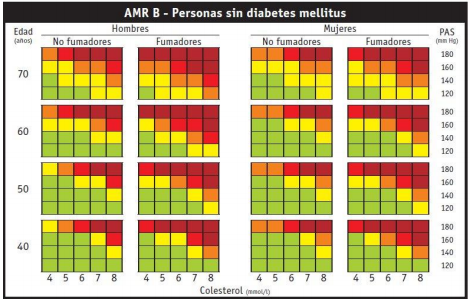 AMR B - Personas sin diabetes mellitus
Edad
(años)
Hombres
Mujeres
PAS
(mm Hg)
No fumadores
Fumadores
No fumadores
Fumadores
70
180
160
140
120
60
180
160
140
120
50
180
160
140
120
40
180
160
140
120
4 5 6 7 8
4 5 6 7 8
4 5 6 7 8
4 5 6 7 8
Colesterol (mmol/l)